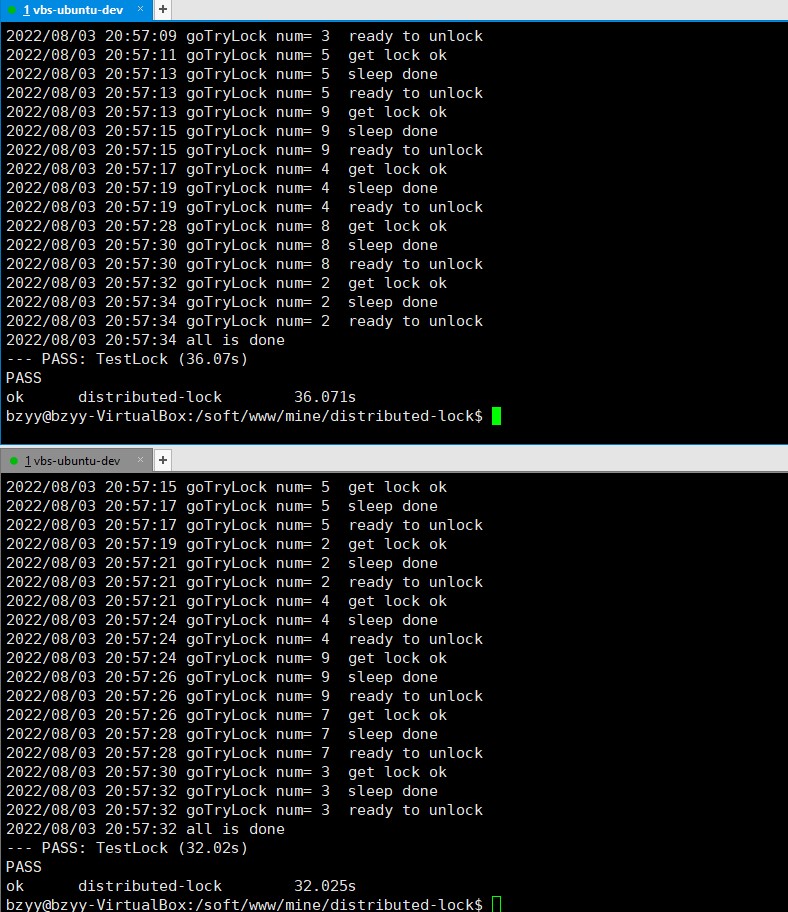 1 vbs-ubuntu-dev × +
2022/08/03 20:57:09 goTryLock num= 3  ready to unlock
2022/08/03 20:57:11 goTryLock num= 5  get lock ok
2022/08/03 20:57:13 goTryLock num= 5  sleep done
2022/08/03 20:57:13 goTryLock num= 5  ready to unlock
2022/08/03 20:57:13 goTryLock num= 9  get lock ok
2022/08/03 20:57:15 goTryLock num= 9  sleep done
2022/08/03 20:57:15 goTryLock num= 9  ready to unlock
2022/08/03 20:57:17 goTryLock num= 4  get lock ok
2022/08/03 20:57:19 goTryLock num= 4  sleep done
2022/08/03 20:57:19 goTryLock num= 4  ready to unlock
2022/08/03 20:57:28 goTryLock num= 8  get lock ok
2022/08/03 20:57:30 goTryLock num= 8  sleep done
2022/08/03 20:57:30 goTryLock num= 8  ready to unlock
2022/08/03 20:57:32 goTryLock num= 2  get lock ok
2022/08/03 20:57:34 goTryLock num= 2  sleep done
2022/08/03 20:57:34 goTryLock num= 2  ready to unlock
2022/08/03 20:57:34 all is done
--- PASS: TestLock (36.07s)
PASS
ok      distributed-lock        36.071s
bzyy@bzyy-VirtualBox:/soft/www/mine/distributed-lock$
1 vbs-ubuntu-dev × +
2022/08/03 20:57:15 goTryLock num= 5  get lock ok
2022/08/03 20:57:17 goTryLock num= 5  sleep done
2022/08/03 20:57:17 goTryLock num= 5  ready to unlock
2022/08/03 20:57:19 goTryLock num= 2  get lock ok
2022/08/03 20:57:21 goTryLock num= 2  sleep done
2022/08/03 20:57:21 goTryLock num= 2  ready to unlock
2022/08/03 20:57:21 goTryLock num= 4  get lock ok
2022/08/03 20:57:24 goTryLock num= 4  sleep done
2022/08/03 20:57:24 goTryLock num= 4  ready to unlock
2022/08/03 20:57:24 goTryLock num= 9  get lock ok
2022/08/03 20:57:26 goTryLock num= 9  sleep done
2022/08/03 20:57:26 goTryLock num= 9  ready to unlock
2022/08/03 20:57:26 goTryLock num= 7  get lock ok
2022/08/03 20:57:28 goTryLock num= 7  sleep done
2022/08/03 20:57:28 goTryLock num= 7  ready to unlock
2022/08/03 20:57:30 goTryLock num= 3  get lock ok
2022/08/03 20:57:32 goTryLock num= 3  sleep done
2022/08/03 20:57:32 goTryLock num= 3  ready to unlock
2022/08/03 20:57:32 all is done
--- PASS: TestLock (32.02s)
PASS
ok      distributed-lock        32.025s
bzyy@bzyy-VirtualBox:/soft/www/mine/distributed-lock$